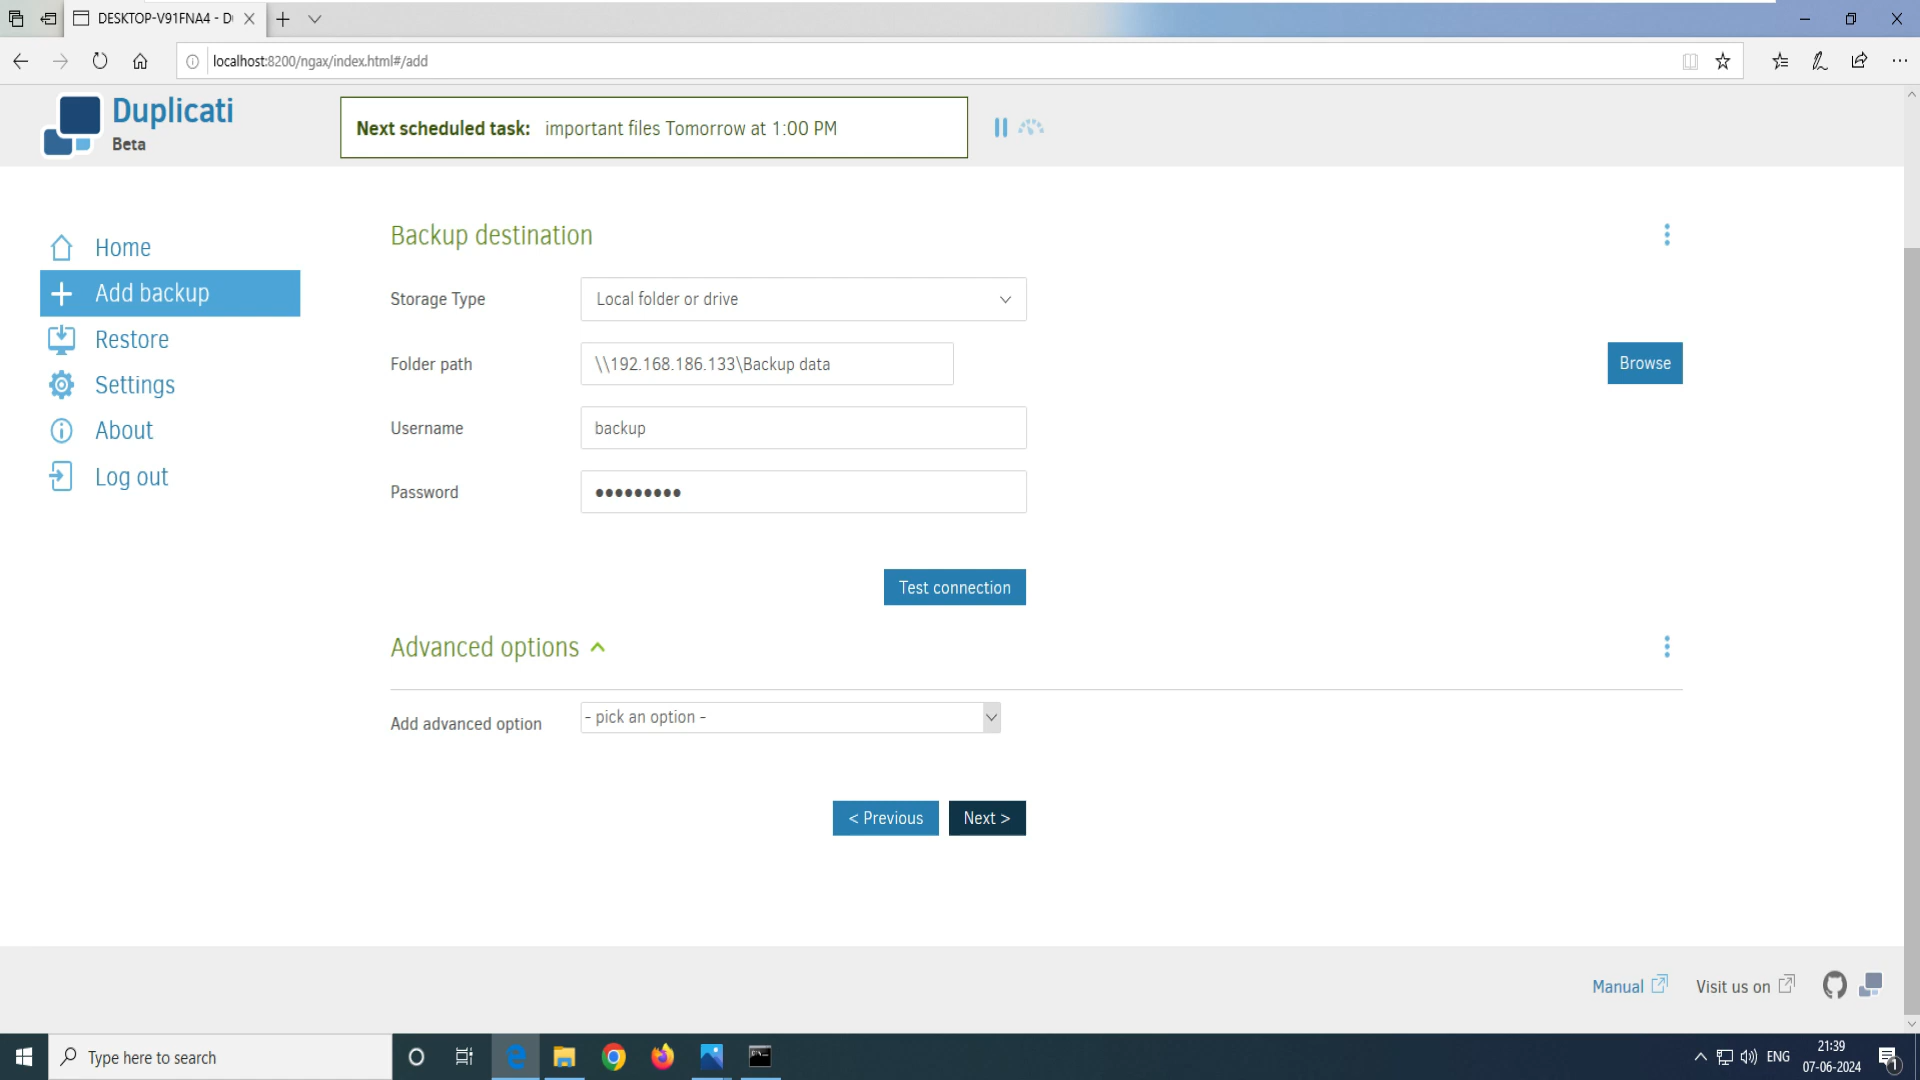 DESKTOP-V91FNA4 - D
localhost:8200/ngax/index.html#/add
Duplicati
Beta
Next scheduled task: important files Tomorrow at 1:00 PM
Home
Add backup
Restore
Settings
About
Log out
Backup destination
Storage Type
Local folder or drive
Folder path
\\192.168.186.133\Backup data
Browse
Username
backup
Password
Test connection
Advanced options
Add advanced option
- pick an option -
< Previous
Next >
Manual
Visit us on
Type here to search
ENG
21:39
07-06-2024
1